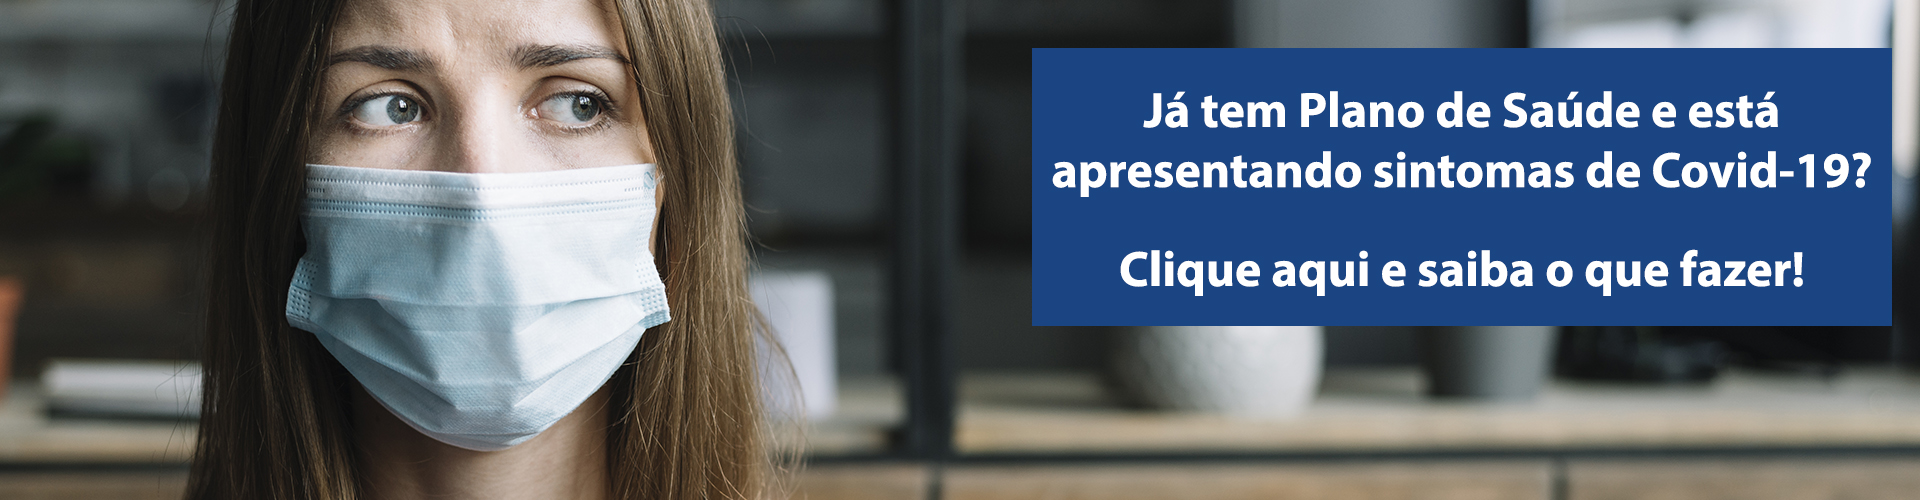 Já tem Plano de Saúde e está
apresentando sintomas de Covid-19?
Clique aqui e saiba o que fazer!